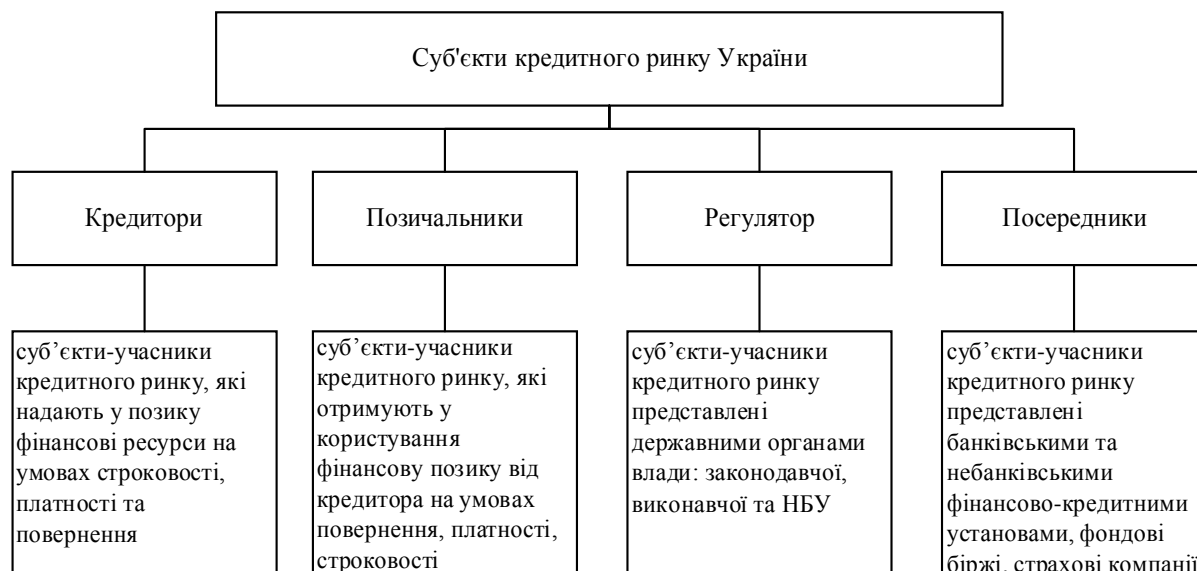 Суб'єкти кредитного ринку України
Кредитори
Позичальники
Регулятор
Посередники
суб’єкти-учасники
кредитного ринку, які
надають у позику
фінансові ресурси на
умовах строковості,
платності та
повернення
суб’єкти-учасники
кредитного ринку, які
отримують у
користування
фінансову позику від
кредитора на умовах
повернення, платності,
строковості
суб’єкти-учасники
кредитного ринку
представлені
державними органами
влади: законодавчої,
виконавчої та НБУ
суб’єкти-учасники
кредитного ринку
представлені
банківськими та
небанківськими
фінансово-кредитними
установами, фондові
біржі, страхові компанії